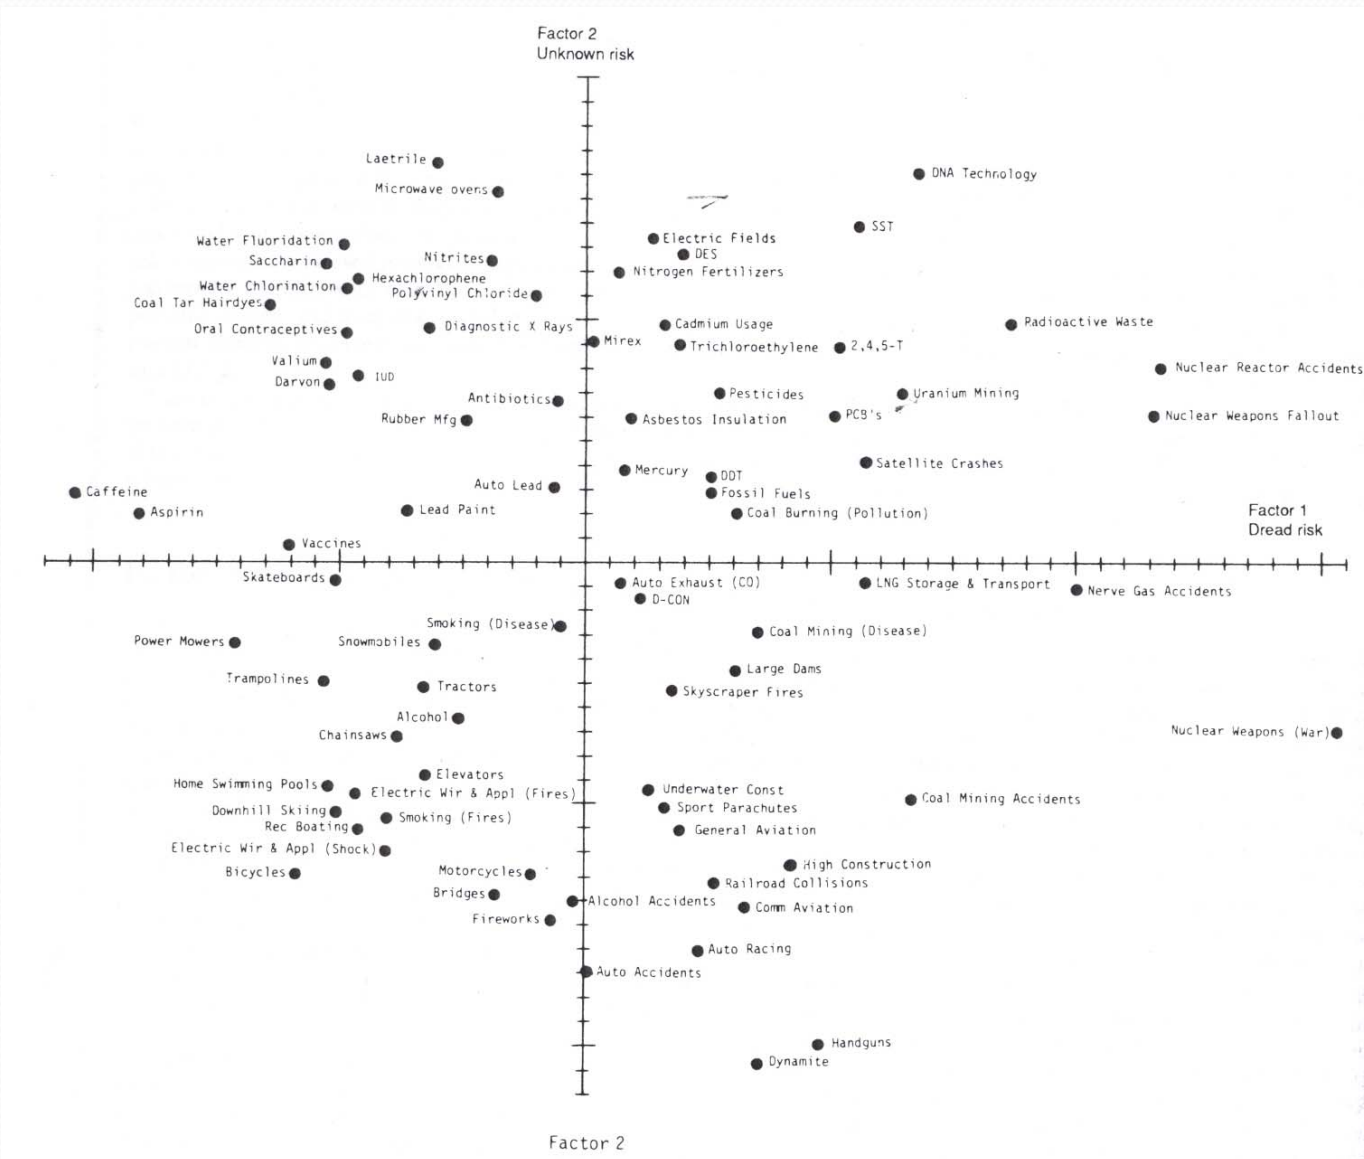 Factor 2
Unknown risk
Laetrile
DNA Technology
Microwave ovens
SST
Water Fluoridation
Electric Fields
DES
Saccharin
Nitrites
Nitrogen Fertilizers
Hexachlorophene
Water Chlorination
Polyvinyl Chloride
Coal Tar Hairdyes
Oral Contraceptives
Diagnostic X Rays
Cadmium Usage
Radioactive Waste
Mirex
Trichloroethylene
2,4,5-T
Valium
Nuclear Reactor Accidents
Darvon
IUD
Antibiotics
Pesticides
Uranium Mining
Rubber Mfg
Asbestos Insulation
PCB's
Nuclear Weapons Fallout
Satellite Crashes
Mercury
DDT
Auto Lead
Fossil Fuels
Caffeine
Aspirin
Lead Paint
Coal Burning (Pollution)
Factor 1
Dread risk
Vaccines
Skateboards
Auto Exhaust (CO)
LNG Storage & Transport
Nerve Gas Accidents
D-CON
Smoking (Disease)
Coal Mining (Disease)
Power Mowers
Snowmobiles
Large Dams
Trampolines
Tractors
Skyscraper Fires
Alcohol
Chainsaws
Nuclear Weapons (War)
Elevators
Home Swimming Pools
Electric Wir & Appl (Fires)
Underwater Const
Coal Mining Accidents
Downhill Skiing
Smoking (Fires)
Sport Parachutes
Rec Boating
General Aviation
Electric Wir & Appl (Shock)
High Construction
Bicycles
Motorcycles
Railroad Collisions
Bridges
Alcohol Accidents
Comm Aviation
Fireworks
Auto Racing
Auto Accidents
Handguns
Dynamite
Factor 2